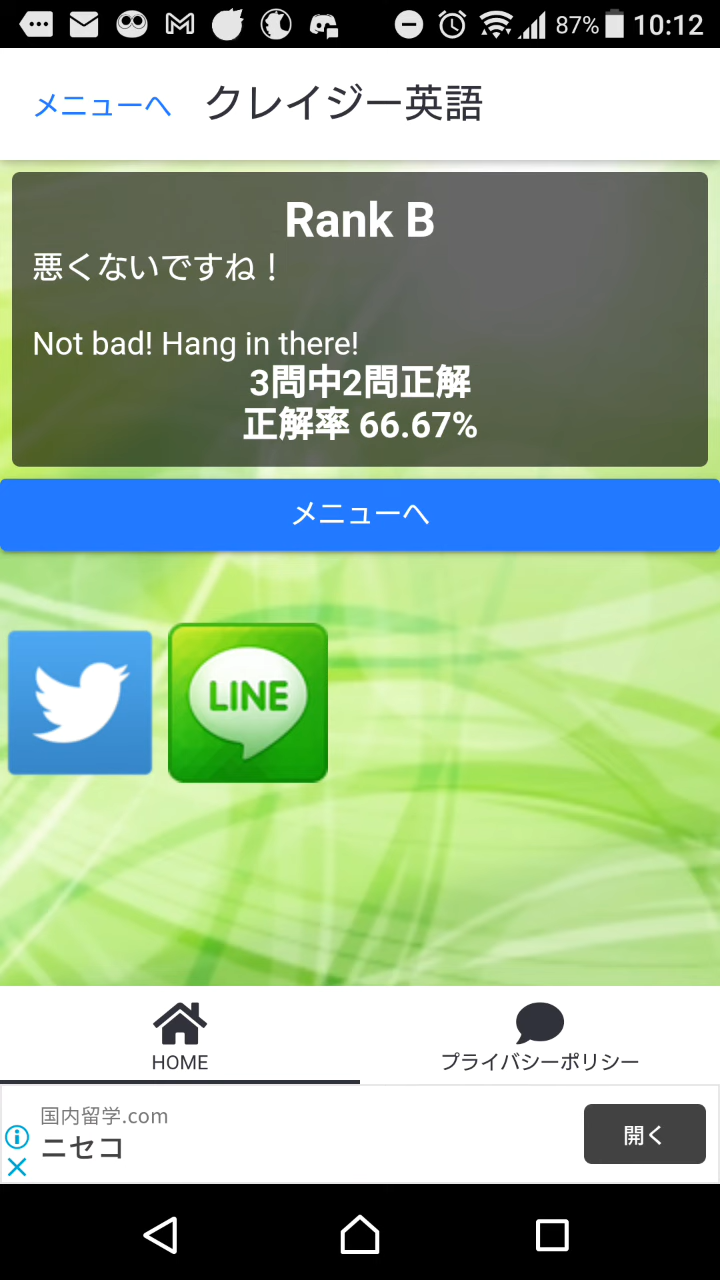 87% 10:12
メニューへ クレイジー英語
Rank B
悪くないですね！
Not bad! Hang in there!
3問中2問正解
正解率 66.67%
メニューへ
LINE
HOME
プライバシーポリシー
国内留学.com
ニセコ
開く